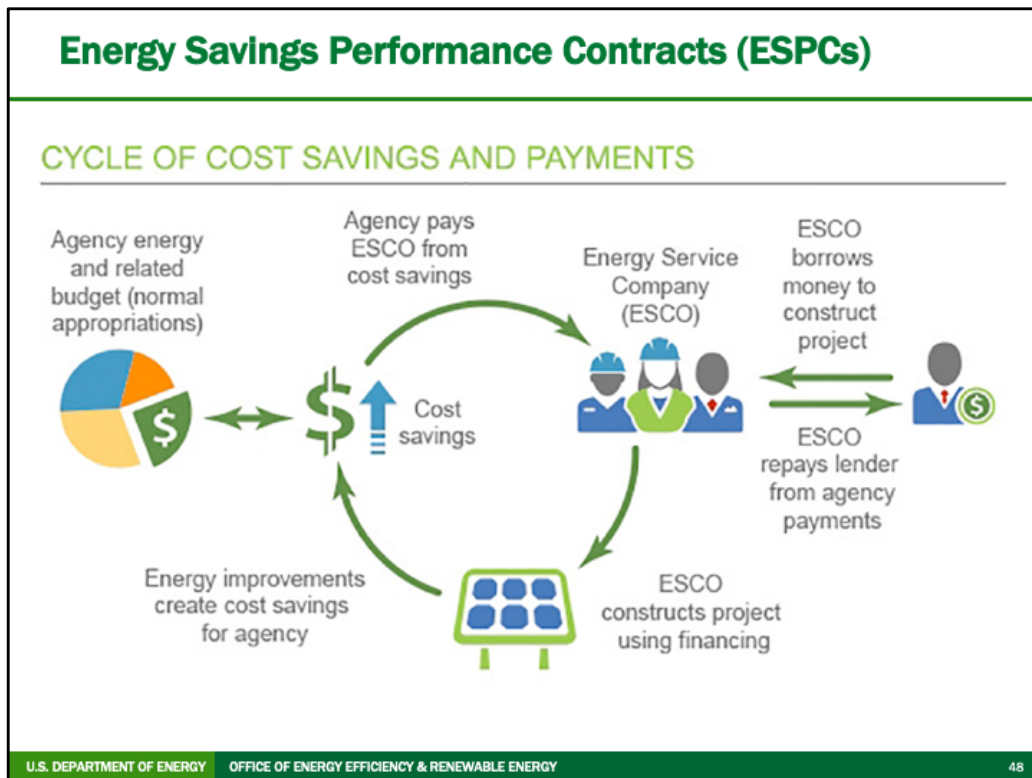 Energy Savings Performance Contracts (ESPCs)
CYCLE OF COST SAVINGS AND PAYMENTS
Agency energy
and related
budget (normal
appropriations)
$
Agency pays
ESCO from
cost savings
$
Cost
savings
Energy Service
Company
(ESCO)
ESCO
borrows
money to
construct
project
$
ESCO
repays lender
from agency
payments
ESCO
constructs project
using financing
Energy improvements
create cost savings
for agency
U.S. DEPARTMENT OF ENERGY OFFICE OF ENERGY EFFICIENCY & RENEWABLE ENERGY 48